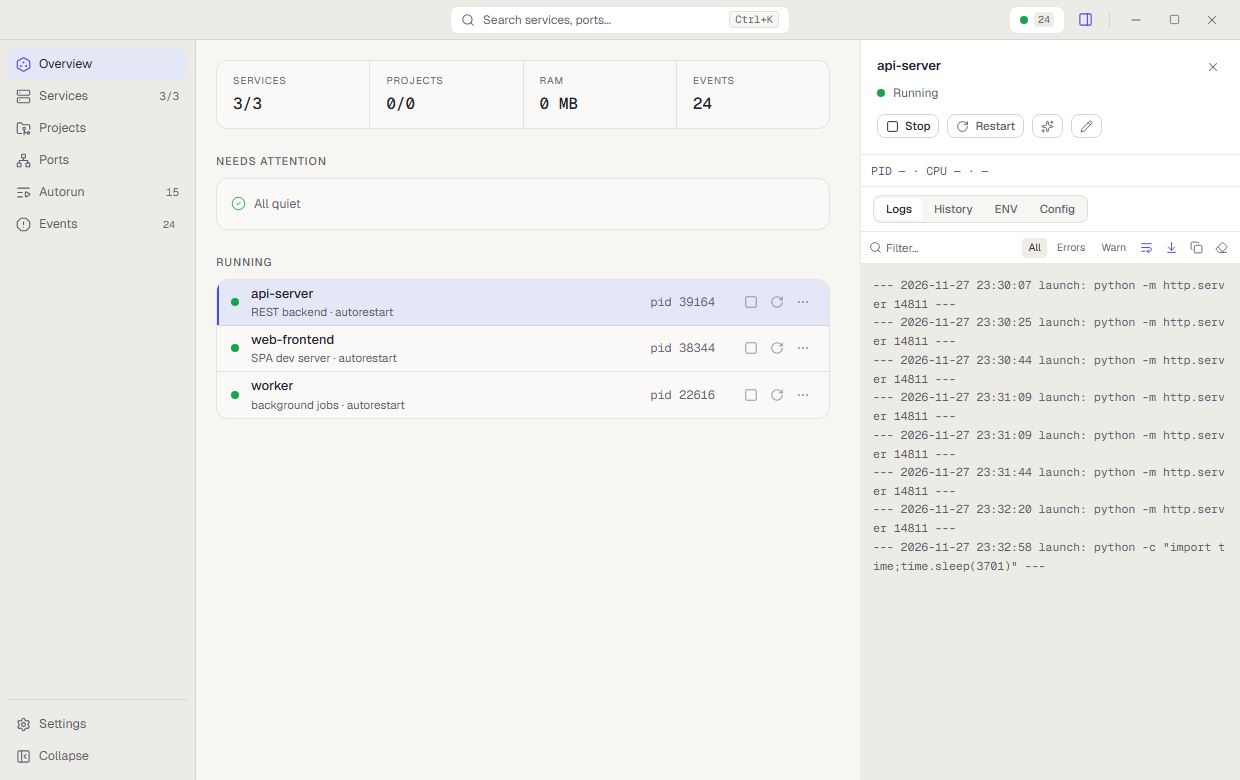 Search services, ports... Ctrl+K
24
Overview
Services 3/3
Projects
Ports
Autorun 15
Events 24
Settings
Collapse
SERVICES PROJECTS RAM EVENTS
3/3 0/0 0 MB 24
NEEDS ATTENTION
All quiet
RUNNING
api-server
REST backend · autorestart
pid 39164
web-frontend
SPA dev server · autorestart
pid 38344
worker
background jobs · autorestart
pid 22616
api-server
Running
Stop Restart
PID — · CPU — · —
Logs History ENV Config
Filter... All Errors Warn
--- 2026-11-27 23:30:07 launch: python -m http.serv
er 14811 ---
--- 2026-11-27 23:30:25 launch: python -m http.serv
er 14811 ---
--- 2026-11-27 23:30:44 launch: python -m http.serv
er 14811 ---
--- 2026-11-27 23:31:09 launch: python -m http.serv
er 14811 ---
--- 2026-11-27 23:31:09 launch: python -m http.serv
er 14811 ---
--- 2026-11-27 23:31:44 launch: python -m http.serv
er 14811 ---
--- 2026-11-27 23:32:20 launch: python -m http.serv
er 14811 ---
--- 2026-11-27 23:32:58 launch: python -c "import t
ime;time.sleep(3701)" ---